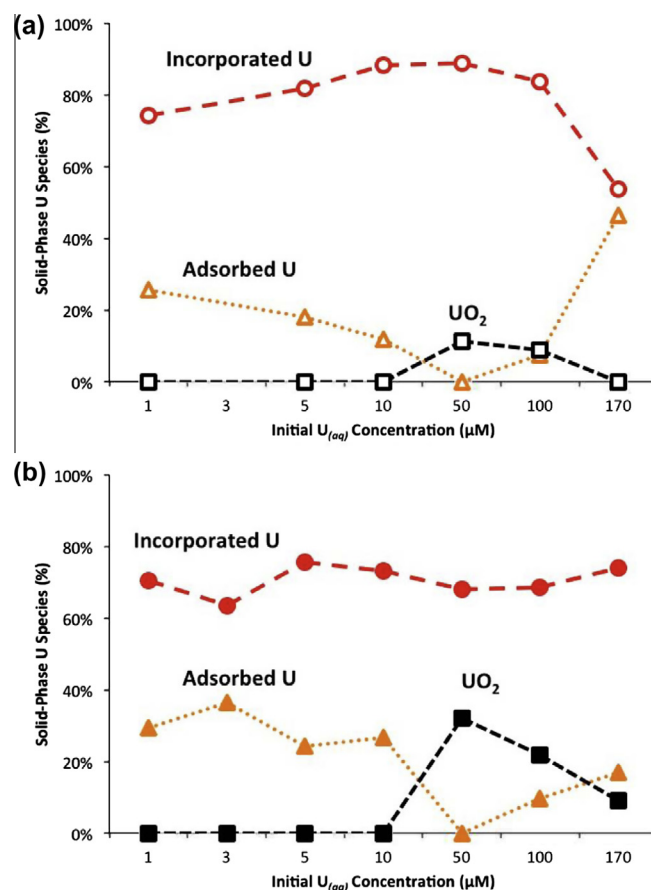 (a)
100%
Incorporated U
80%
60%
40%
Adsorbed U
UO₂
20%
0%
Solid-Phase U Species (%)
1 3 5 10 50 100 170
Initial U(aq) Concentration (µM)
(b)
100%
Incorporated U
80%
60%
Adsorbed U
UO₂
40%
20%
0%
Solid-Phase U Species (%)
1 3 5 10 50 100 170
Initial U(aq) Concentration (µM)